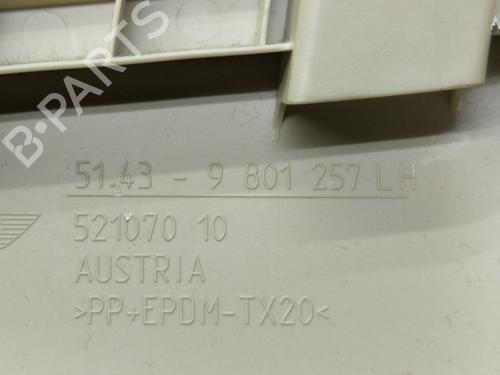 B-PARTS
51.43 - 9 801 257 LH
521070 10
AUSTRIA
>PP+EPDM-TX20<